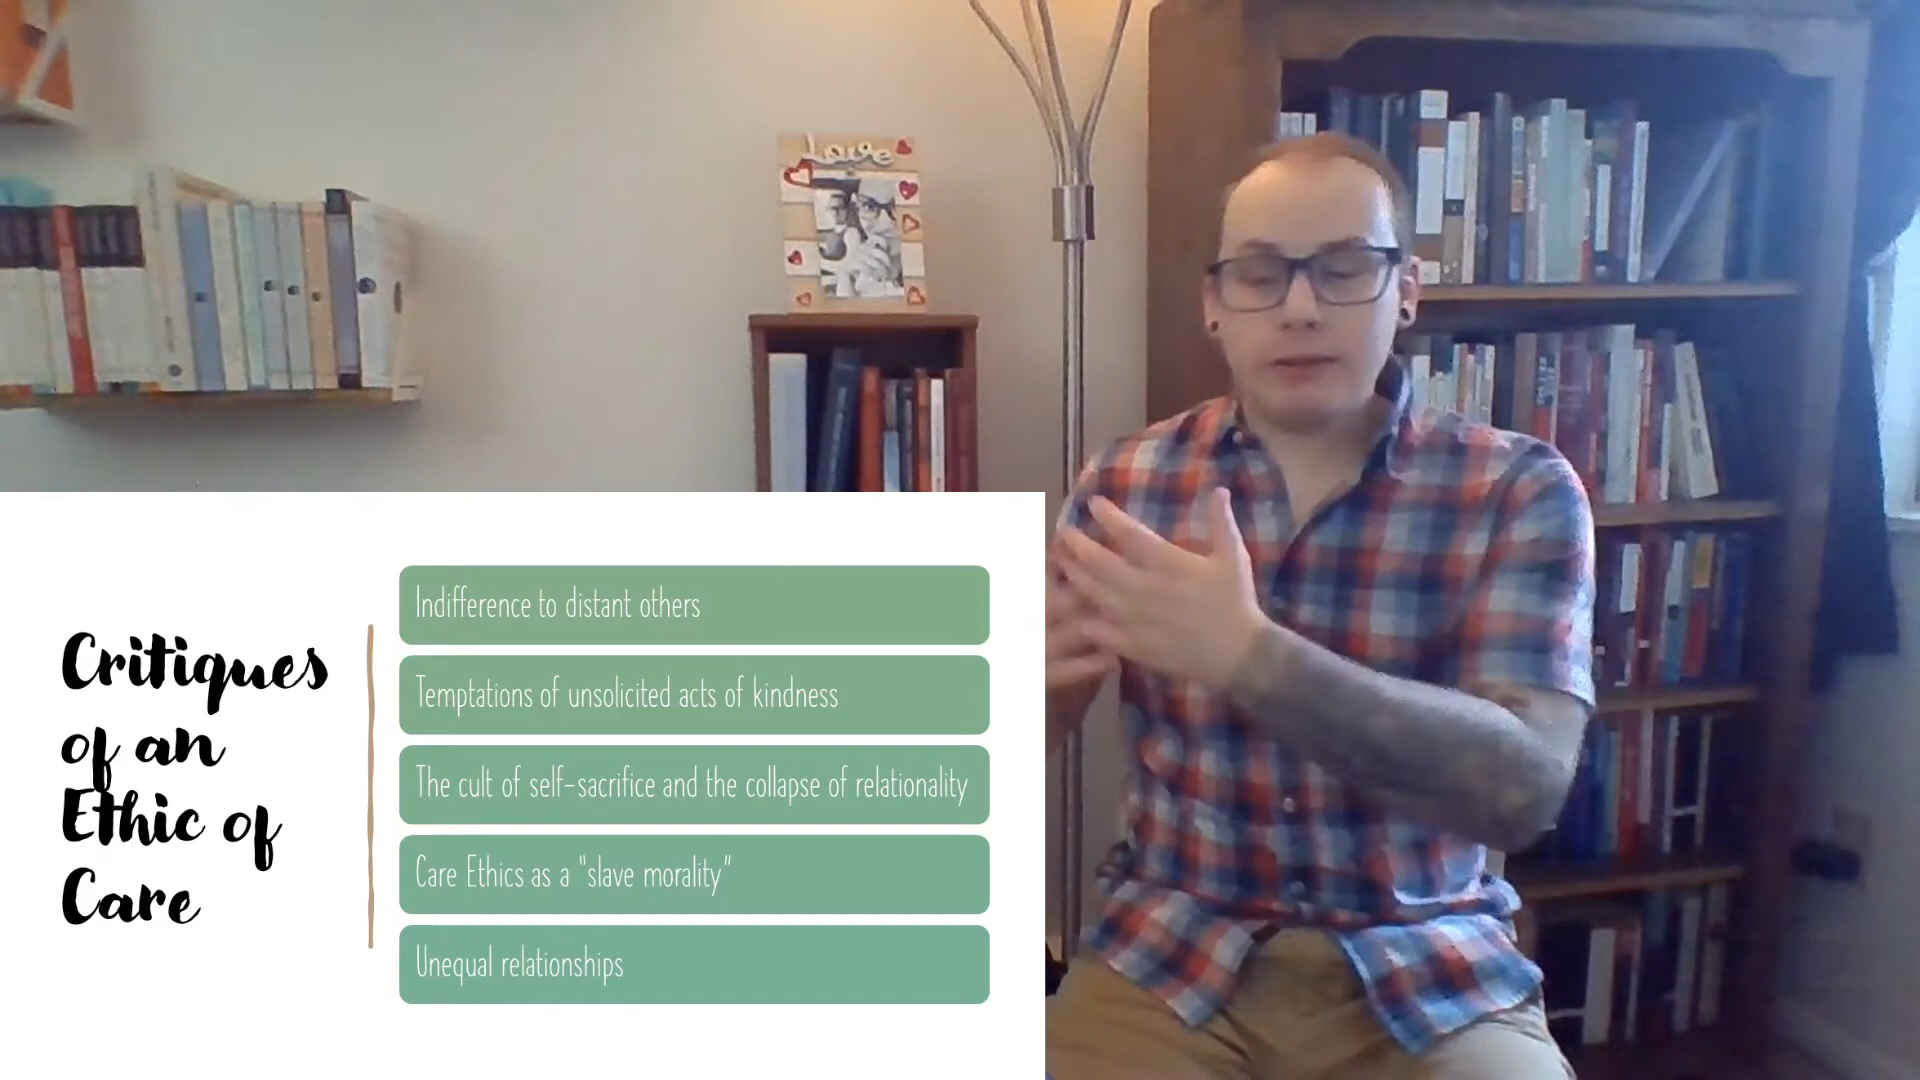 Love
Critiques
of an
Ethic of
Care
Indifference to distant others
Temptations of unsolicited acts of kindness
The cult of self-sacrifice and the collapse of relationality
Care Ethics as a "slave morality"
Unequal relationships